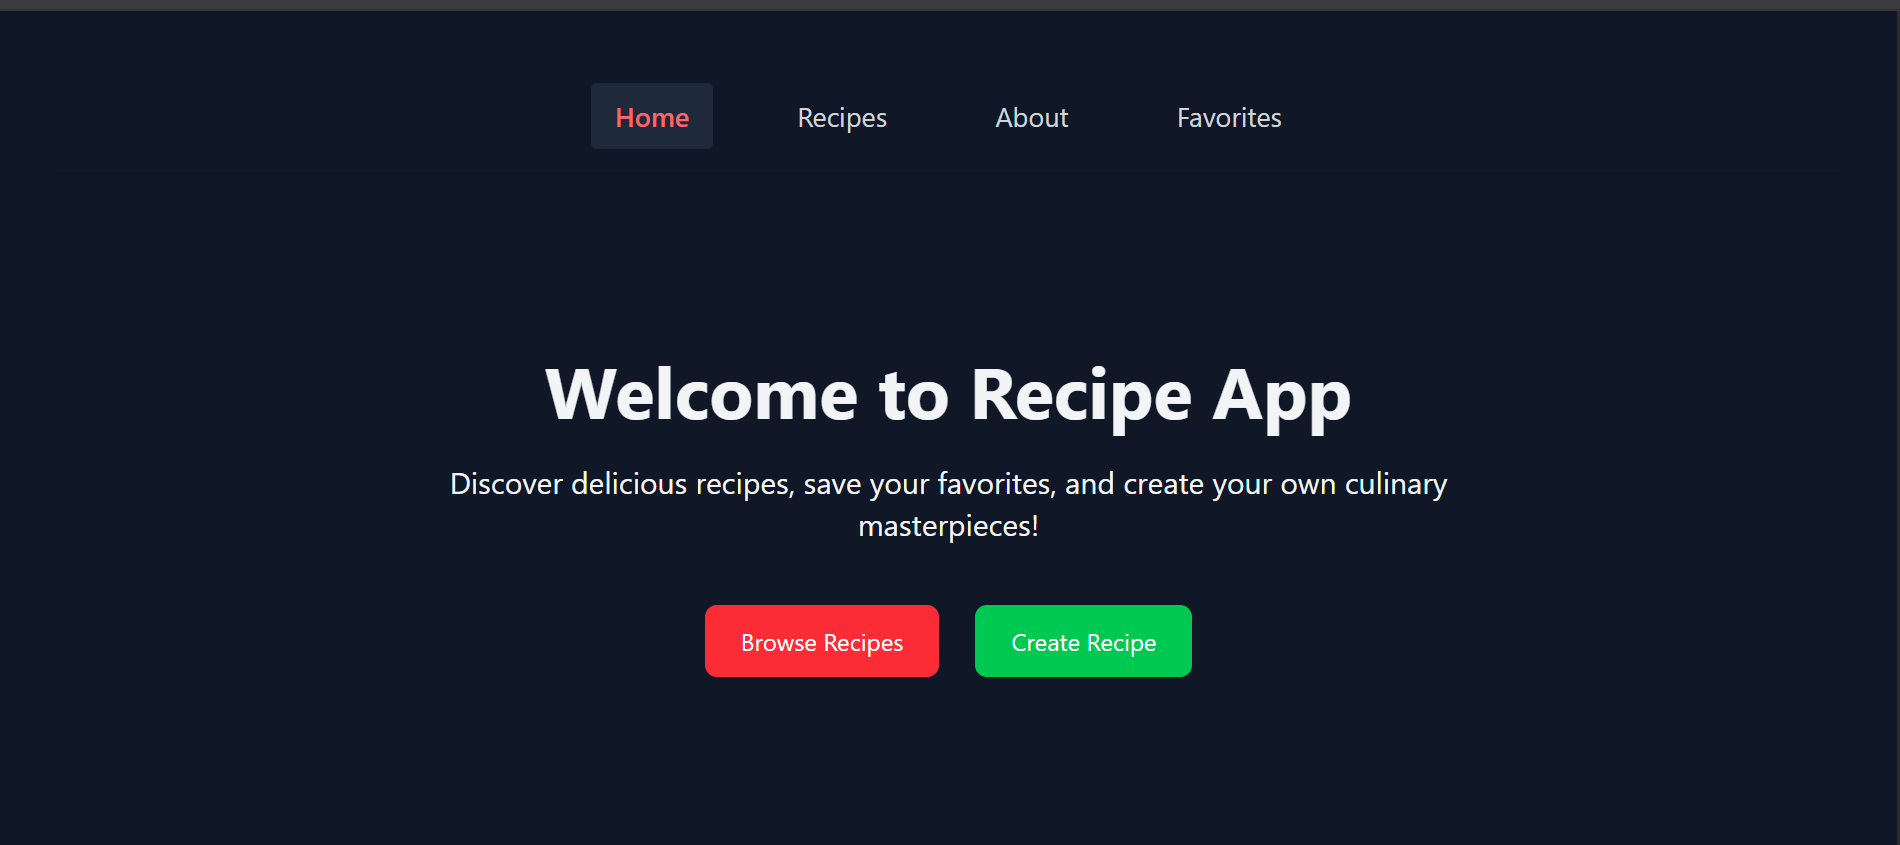 Home Recipes About Favorites
Welcome to Recipe App
Discover delicious recipes, save your favorites, and create your own culinary
masterpieces!
Browse Recipes Create Recipe